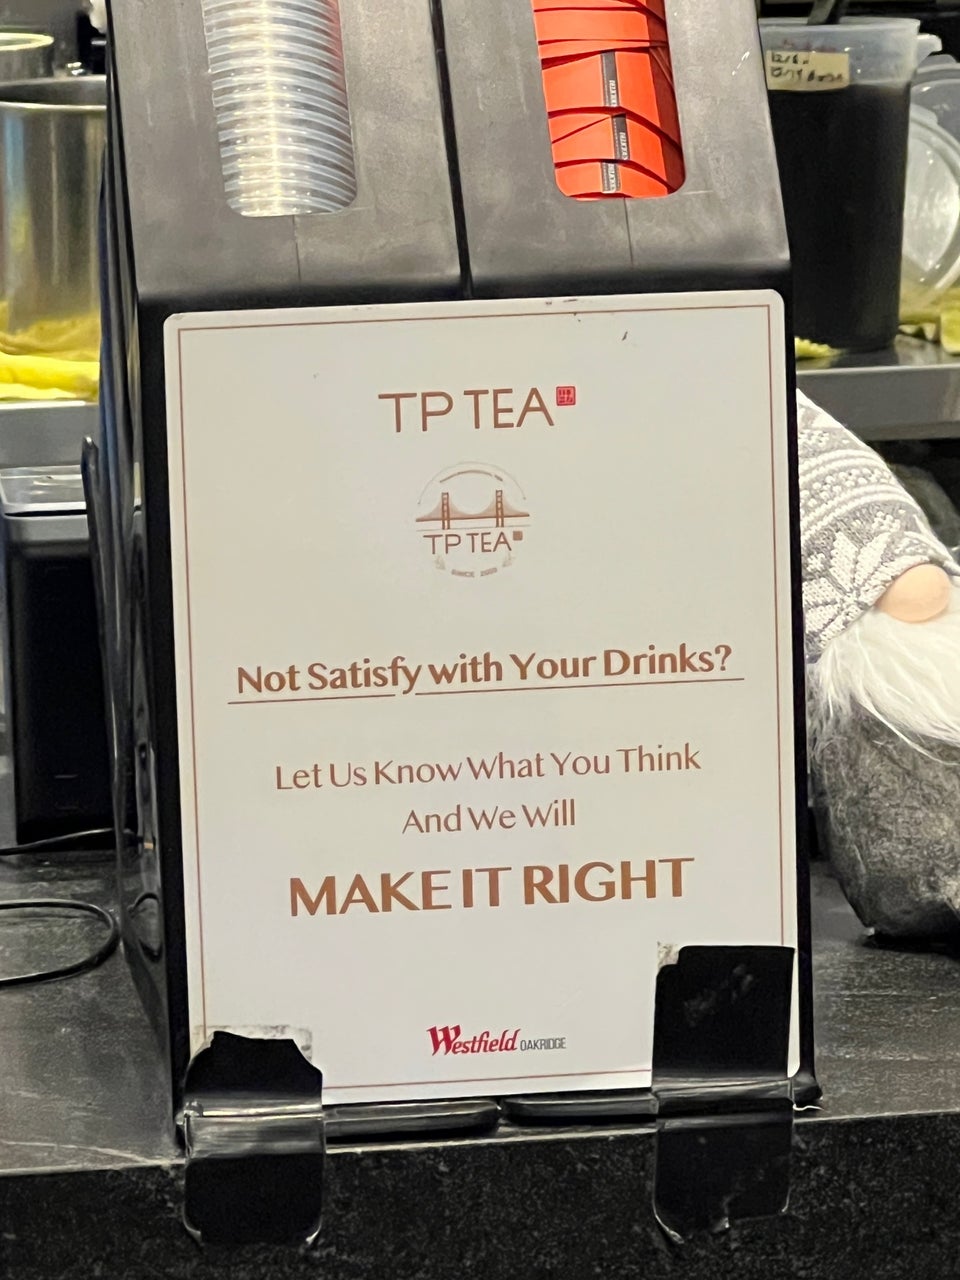 TP TEA
TP TEA
Not Satisfy with Your Drinks?
Let Us Know What You Think
And We Will
MAKE IT RIGHT
Westfield OAKRIDGE